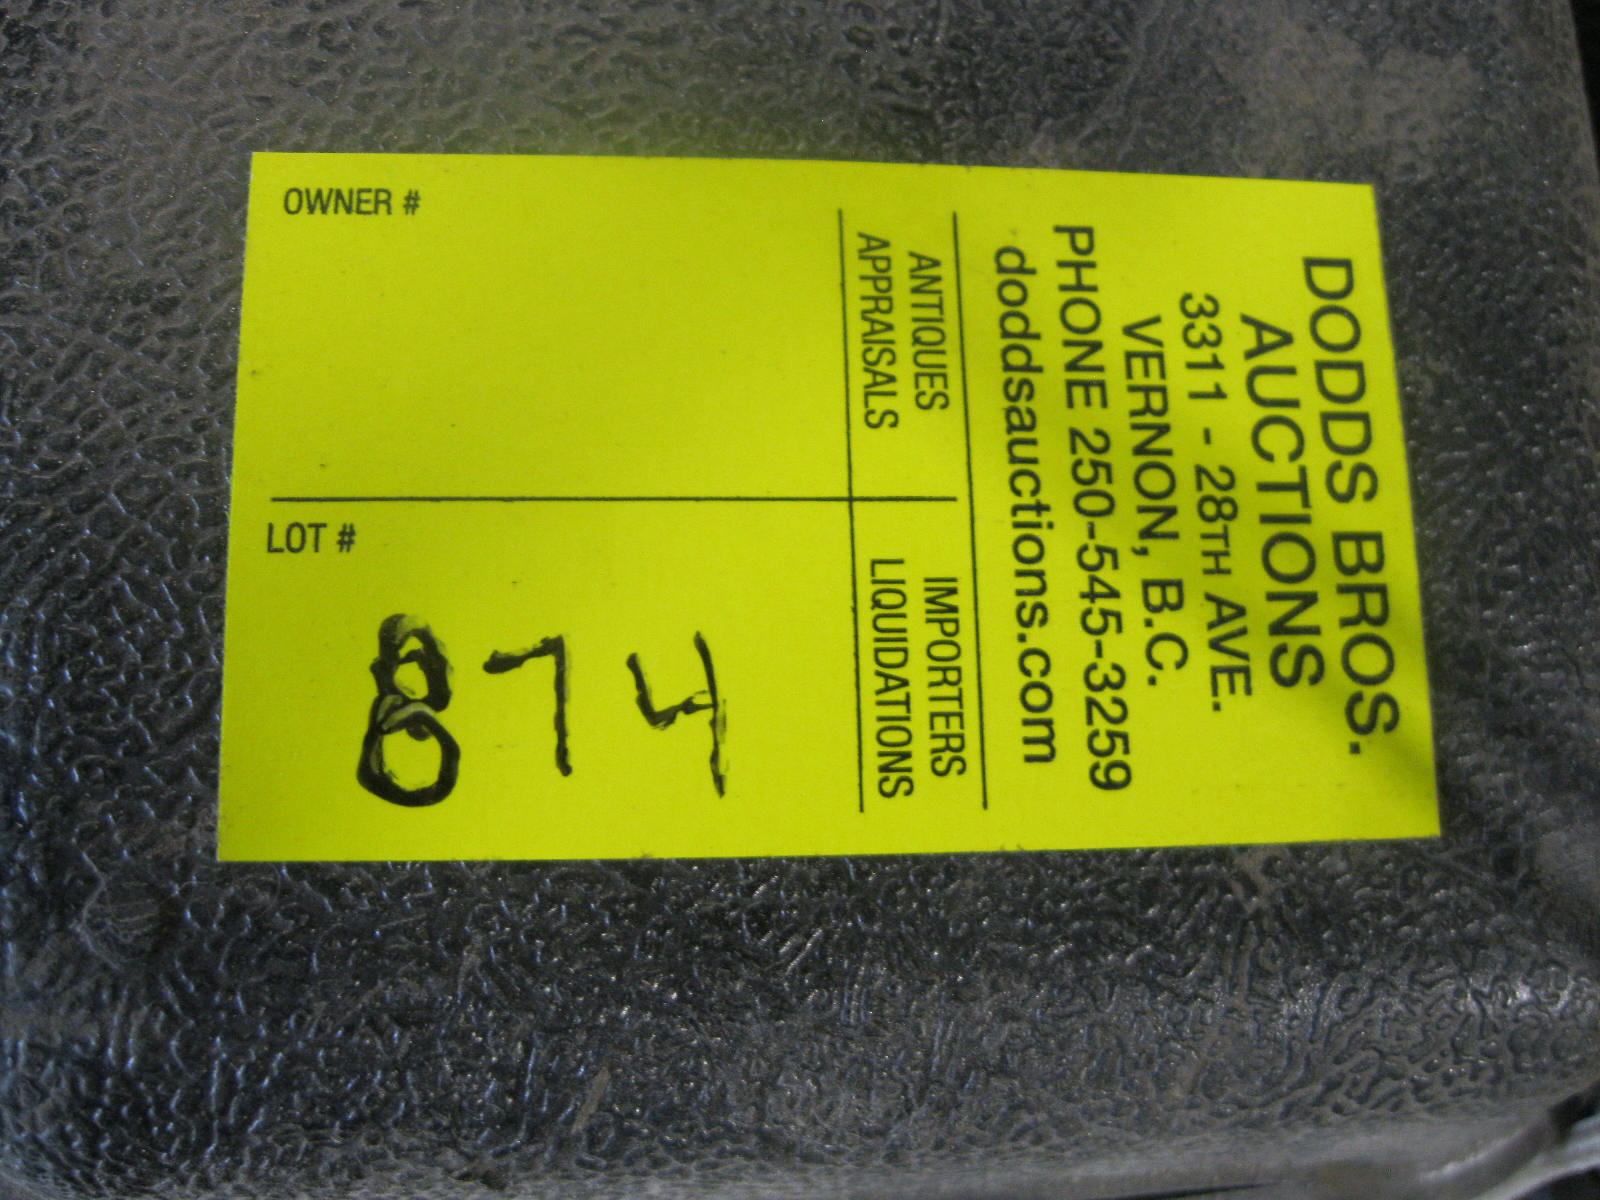 DODDS BROS.
AUCTIONS
3311 - 28TH AVE.
VERNON, B.C.
PHONE 250-545-3259
doddsauctions.com
ANTIQUES
APPRAISALS
IMPORTERS
LIQUIDATIONS
OWNER #
LOT #
874